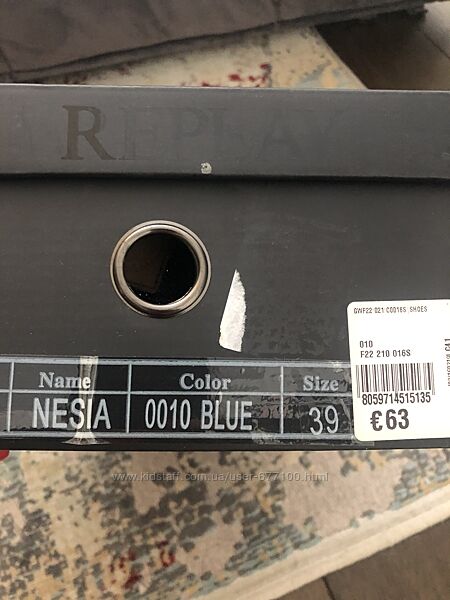 REPLAY
GWF22 021 C0016S SHOES
010
F22 210 016S
8059714515135
€63
Name Color Size
NESIA 0010 BLUE 39
www.kidstaff.com.ua/user-677100.html